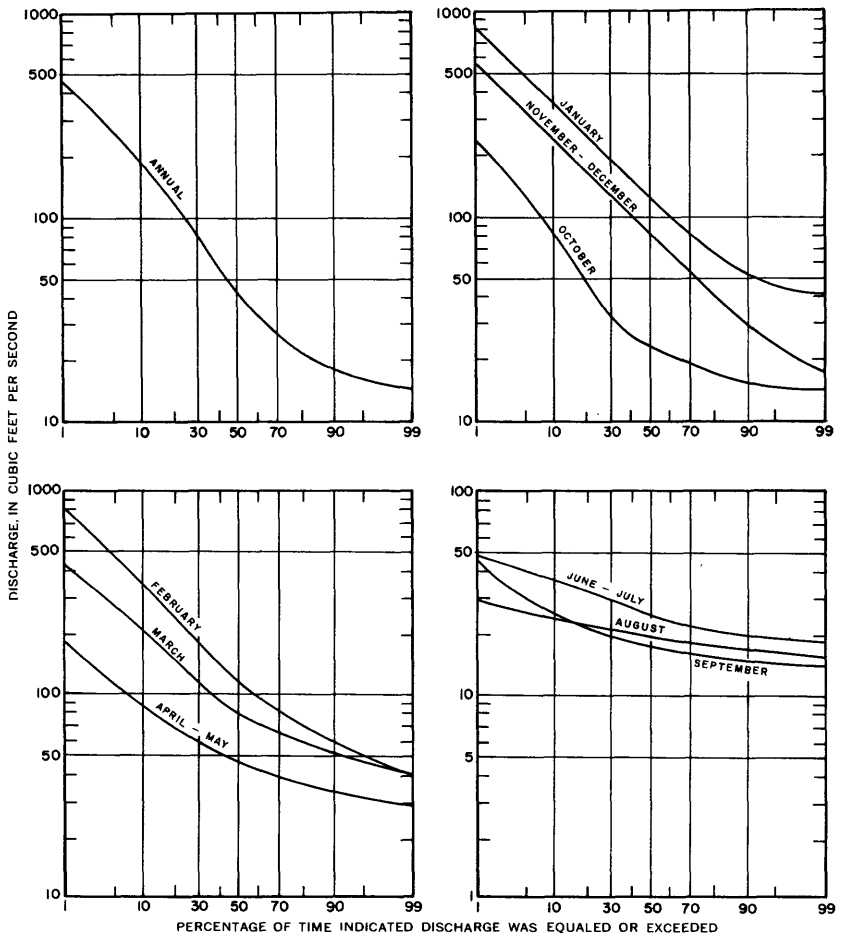 1000
500
100
50
10
ANNUAL
1 10 30 50 70 90 99
1000
500
100
50
10
JANUARY
NOVEMBER - DECEMBER
OCTOBER
1 10 30 50 70 90 99
DISCHARGE, IN CUBIC FEET PER SECOND
1000
500
100
50
10
FEBRUARY
MARCH
APRIL - MAY
1 10 30 50 70 90 99
100
50
10
5
1
JUNE - JULY
AUGUST
SEPTEMBER
1 10 30 50 70 90 99
PERCENTAGE OF TIME INDICATED DISCHARGE WAS EQUALED OR EXCEEDED